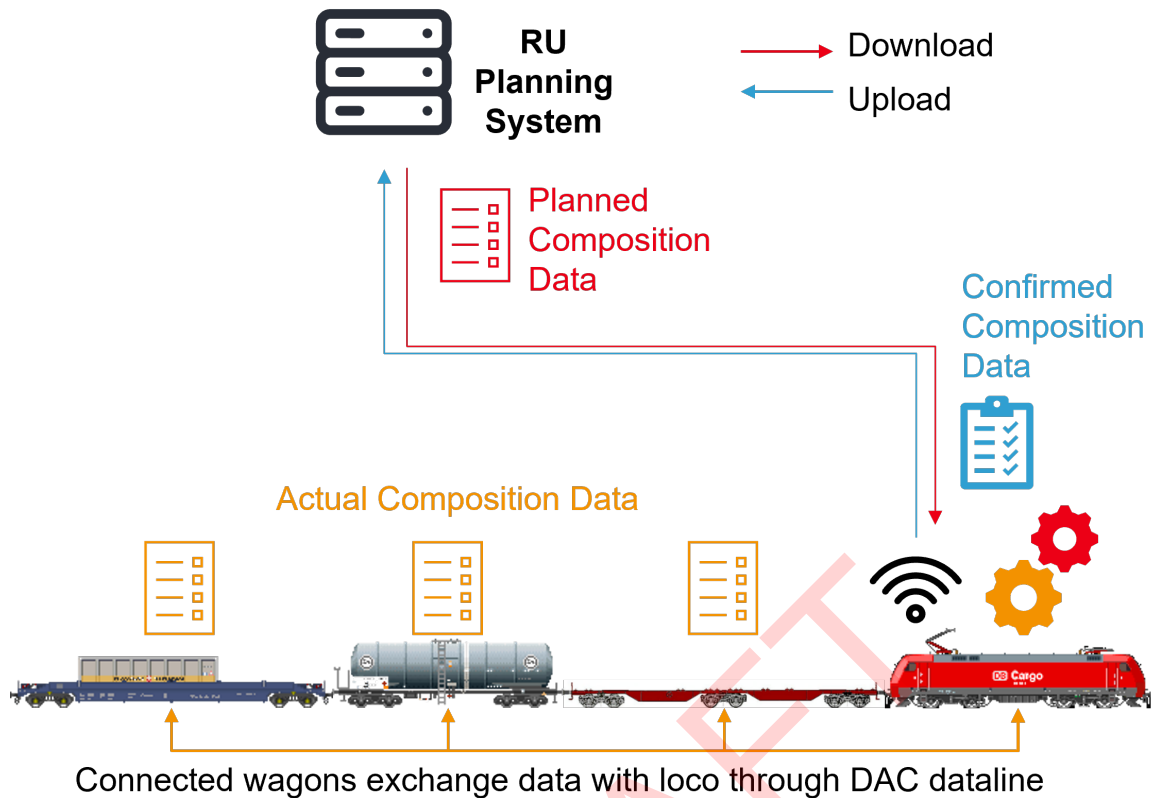 RU
Planning
System
Download
Upload
Planned
Composition
Data
Confirmed
Composition
Data
Actual Composition Data
DB Cargo
Connected wagons exchange data with loco through DAC dataline